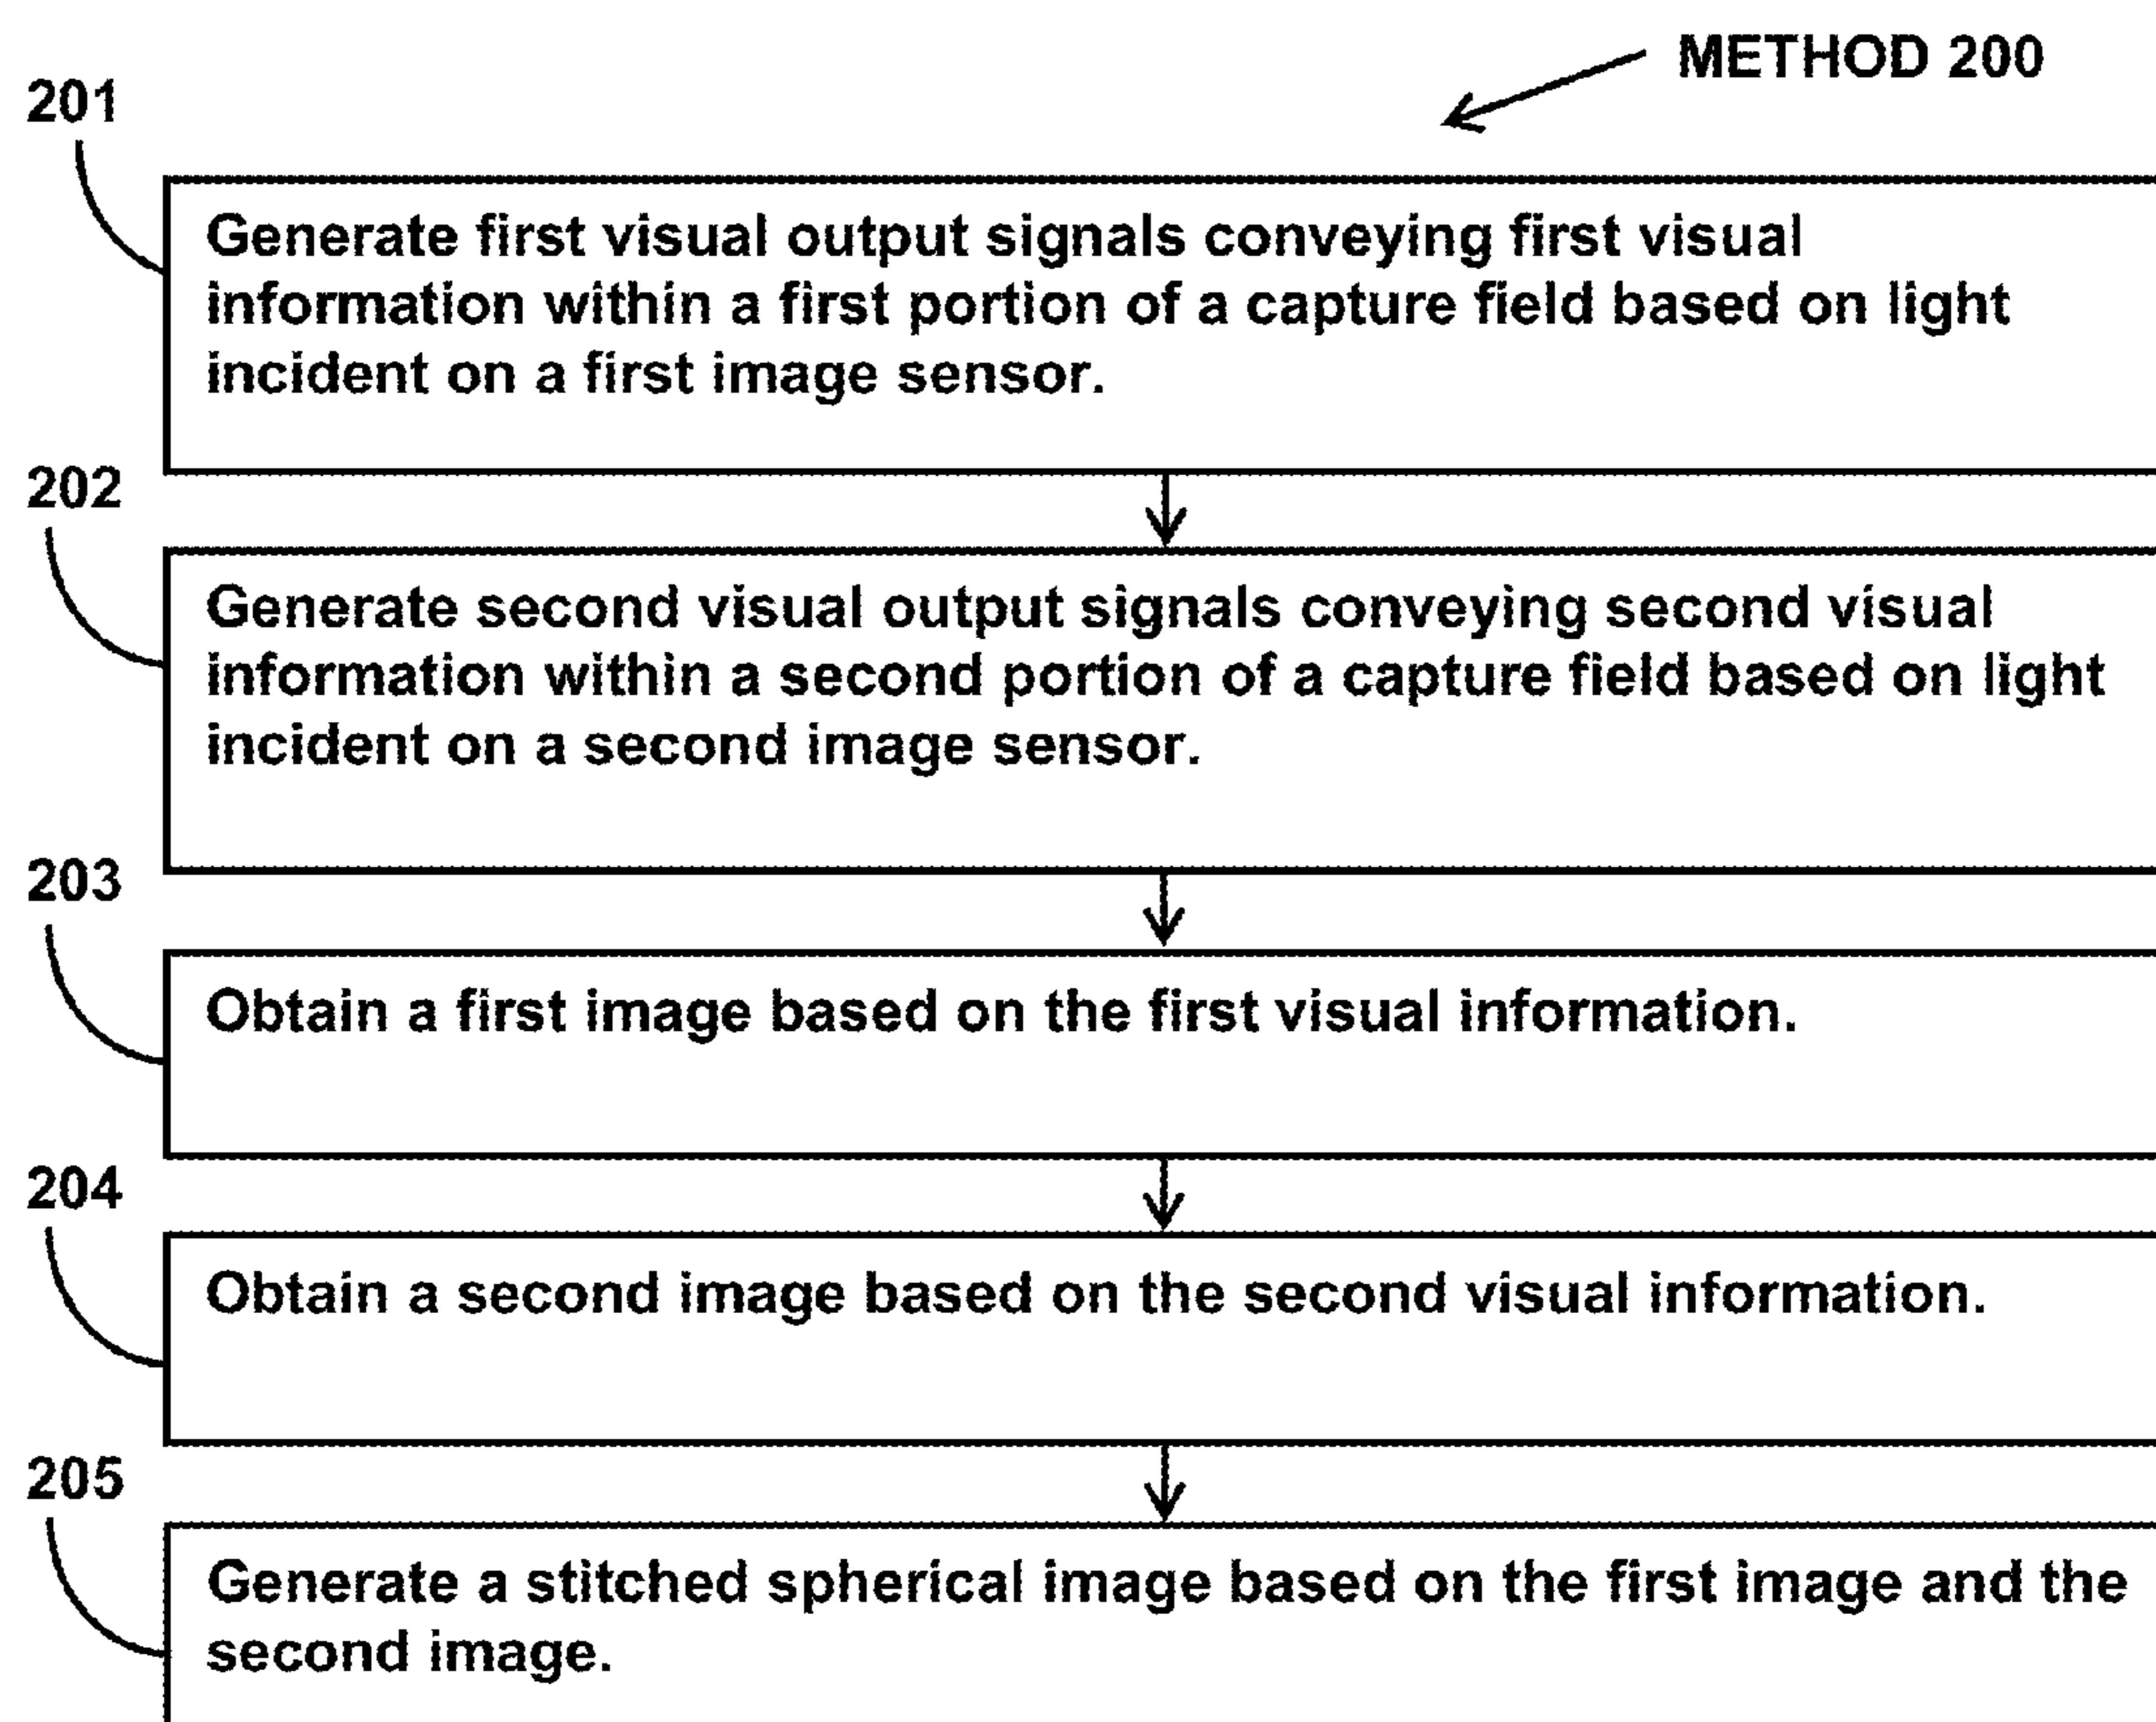 METHOD 200
201
Generate first visual output signals conveying first visual
information within a first portion of a capture field based on light
incident on a first image sensor.
202
Generate second visual output signals conveying second visual
information within a second portion of a capture field based on light
incident on a second image sensor.
203
Obtain a first image based on the first visual information.
204
Obtain a second image based on the second visual information.
205
Generate a stitched spherical image based on the first image and the
second image.